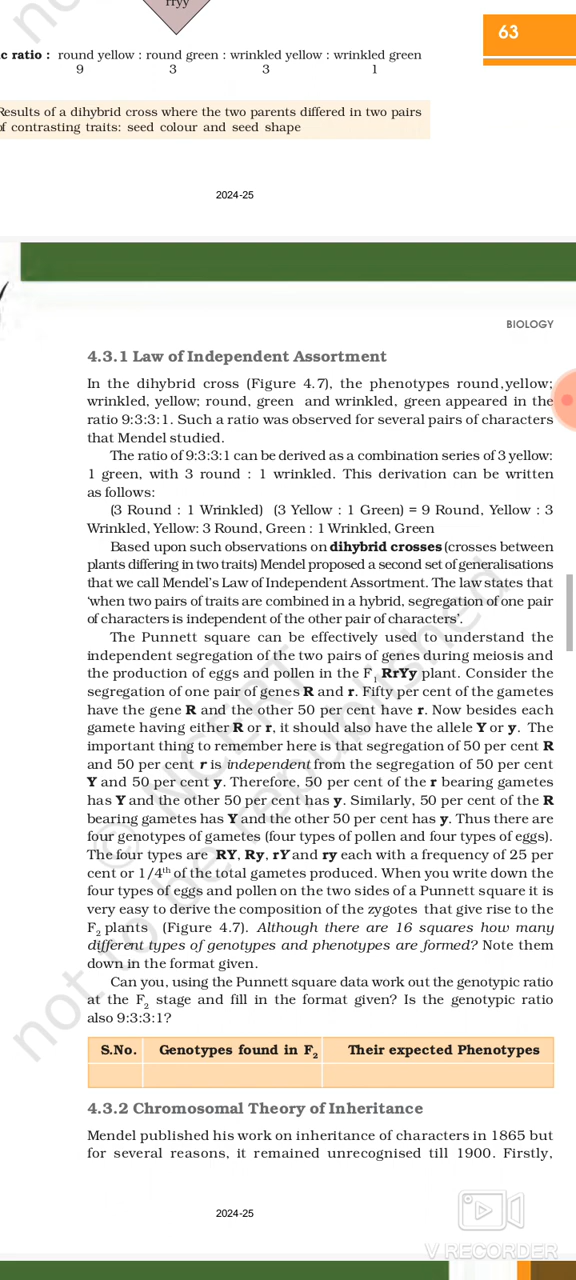 rryy
63
c ratio : round yellow : round green : wrinkled yellow : wrinkled green
9 3 3 1
Results of a dihybrid cross where the two parents differed in two pairs
of contrasting traits: seed colour and seed shape
2024-25
BIOLOGY
4.3.1 Law of Independent Assortment
In the dihybrid cross (Figure 4.7), the phenotypes round,yellow;
wrinkled, yellow; round, green and wrinkled, green appeared in the
ratio 9:3:3:1. Such a ratio was observed for several pairs of characters
that Mendel studied.
The ratio of 9:3:3:1 can be derived as a combination series of 3 yellow:
1 green, with 3 round : 1 wrinkled. This derivation can be written
as follows:
(3 Round : 1 Wrinkled) (3 Yellow : 1 Green) = 9 Round, Yellow : 3
Wrinkled, Yellow: 3 Round, Green : 1 Wrinkled, Green
Based upon such observations on dihybrid crosses (crosses between
plants differing in two traits) Mendel proposed a second set of generalisations
that we call Mendel's Law of Independent Assortment. The law states that
‘when two pairs of traits are combined in a hybrid, segregation of one pair
of characters is independent of the other pair of characters’.
The Punnett square can be effectively used to understand the
independent segregation of the two pairs of genes during meiosis and
the production of eggs and pollen in the F₁ RrYy plant. Consider the
segregation of one pair of genes R and r. Fifty per cent of the gametes
have the gene R and the other 50 per cent have r. Now besides each
gamete having either R or r, it should also have the allele Y or y. The
important thing to remember here is that segregation of 50 per cent R
and 50 per cent r is independent from the segregation of 50 per cent
Y and 50 per cent y. Therefore, 50 per cent of the r bearing gametes
has Y and the other 50 per cent has y. Similarly, 50 per cent of the R
bearing gametes has Y and the other 50 per cent has y. Thus there are
four genotypes of gametes (four types of pollen and four types of eggs).
The four types are RY, Ry, rY and ry each with a frequency of 25 per
cent or 1/4th of the total gametes produced. When you write down the
four types of eggs and pollen on the two sides of a Punnett square it is
very easy to derive the composition of the zygotes that give rise to the
F₂ plants (Figure 4.7). Although there are 16 squares how many
different types of genotypes and phenotypes are formed? Note them
down in the format given.
Can you, using the Punnett square data work out the genotypic ratio
at the F₂ stage and fill in the format given? Is the genotypic ratio
also 9:3:3:1?
S.No. Genotypes found in F₂ Their expected Phenotypes
4.3.2 Chromosomal Theory of Inheritance
Mendel published his work on inheritance of characters in 1865 but
for several reasons, it remained unrecognised till 1900. Firstly,
2024-25
© NCERT
not to be republished
V RECORDER